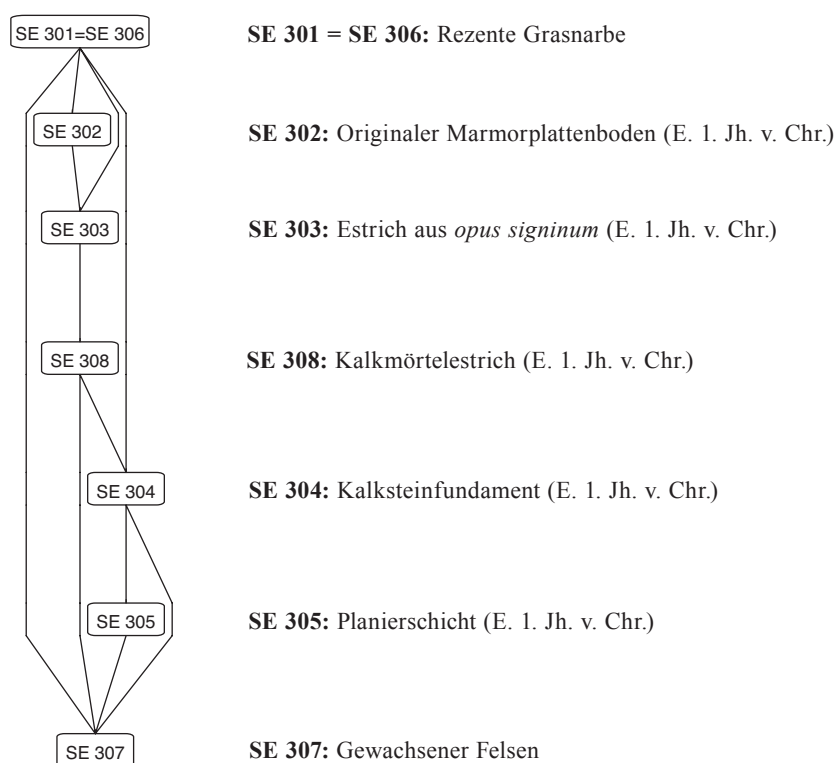 SE 301=SE 306 SE 301 = SE 306: Rezente Grasnarbe
SE 302 SE 302: Originaler Marmorplattenboden (E. 1. Jh. v. Chr.)
SE 303 SE 303: Estrich aus opus signinum (E. 1. Jh. v. Chr.)
SE 308 SE 308: Kalkmörtelestrich (E. 1. Jh. v. Chr.)
SE 304 SE 304: Kalksteinfundament (E. 1. Jh. v. Chr.)
SE 305 SE 305: Planierschicht (E. 1. Jh. v. Chr.)
SE 307 SE 307: Gewachsener Felsen